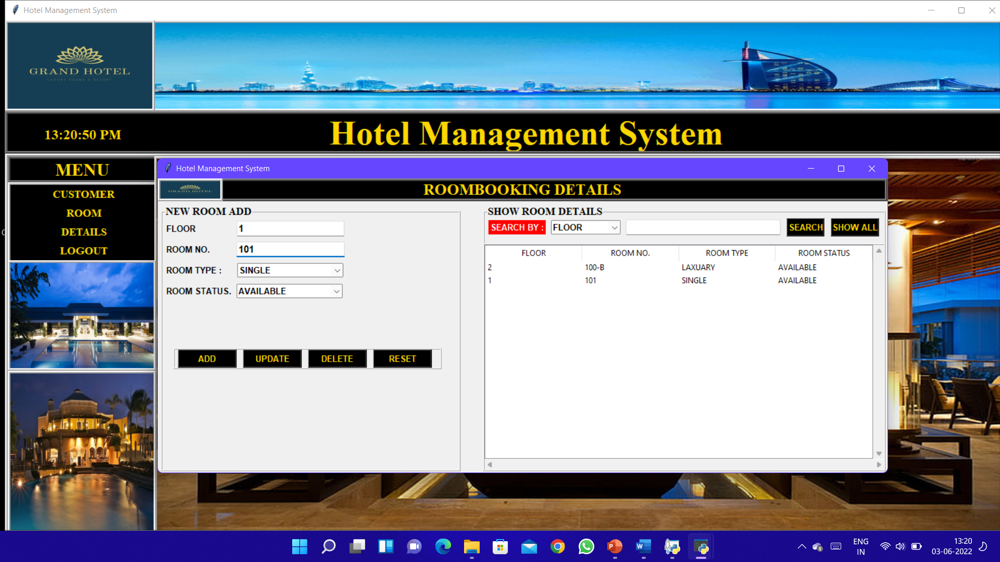 Hotel Management System
GRAND HOTEL
LUXURY ROOMS & RESORT
13:20:50 PM
Hotel Management System
MENU
CUSTOMER
ROOM
DETAILS
LOGOUT
Hotel Management System
GRAND HOTEL
ROOMBOOKING DETAILS
NEW ROOM ADD
FLOOR 1
ROOM NO. 101
ROOM TYPE : SINGLE
ROOM STATUS. AVAILABLE
ADD UPDATE DELETE RESET
SHOW ROOM DETAILS
SEARCH BY : FLOOR SEARCH SHOW ALL
FLOOR ROOM NO. ROOM TYPE ROOM STATUS
2 100-B LAXUARY AVAILABLE
1 101 SINGLE AVAILABLE
ENG
IN
13:20
03-06-2022